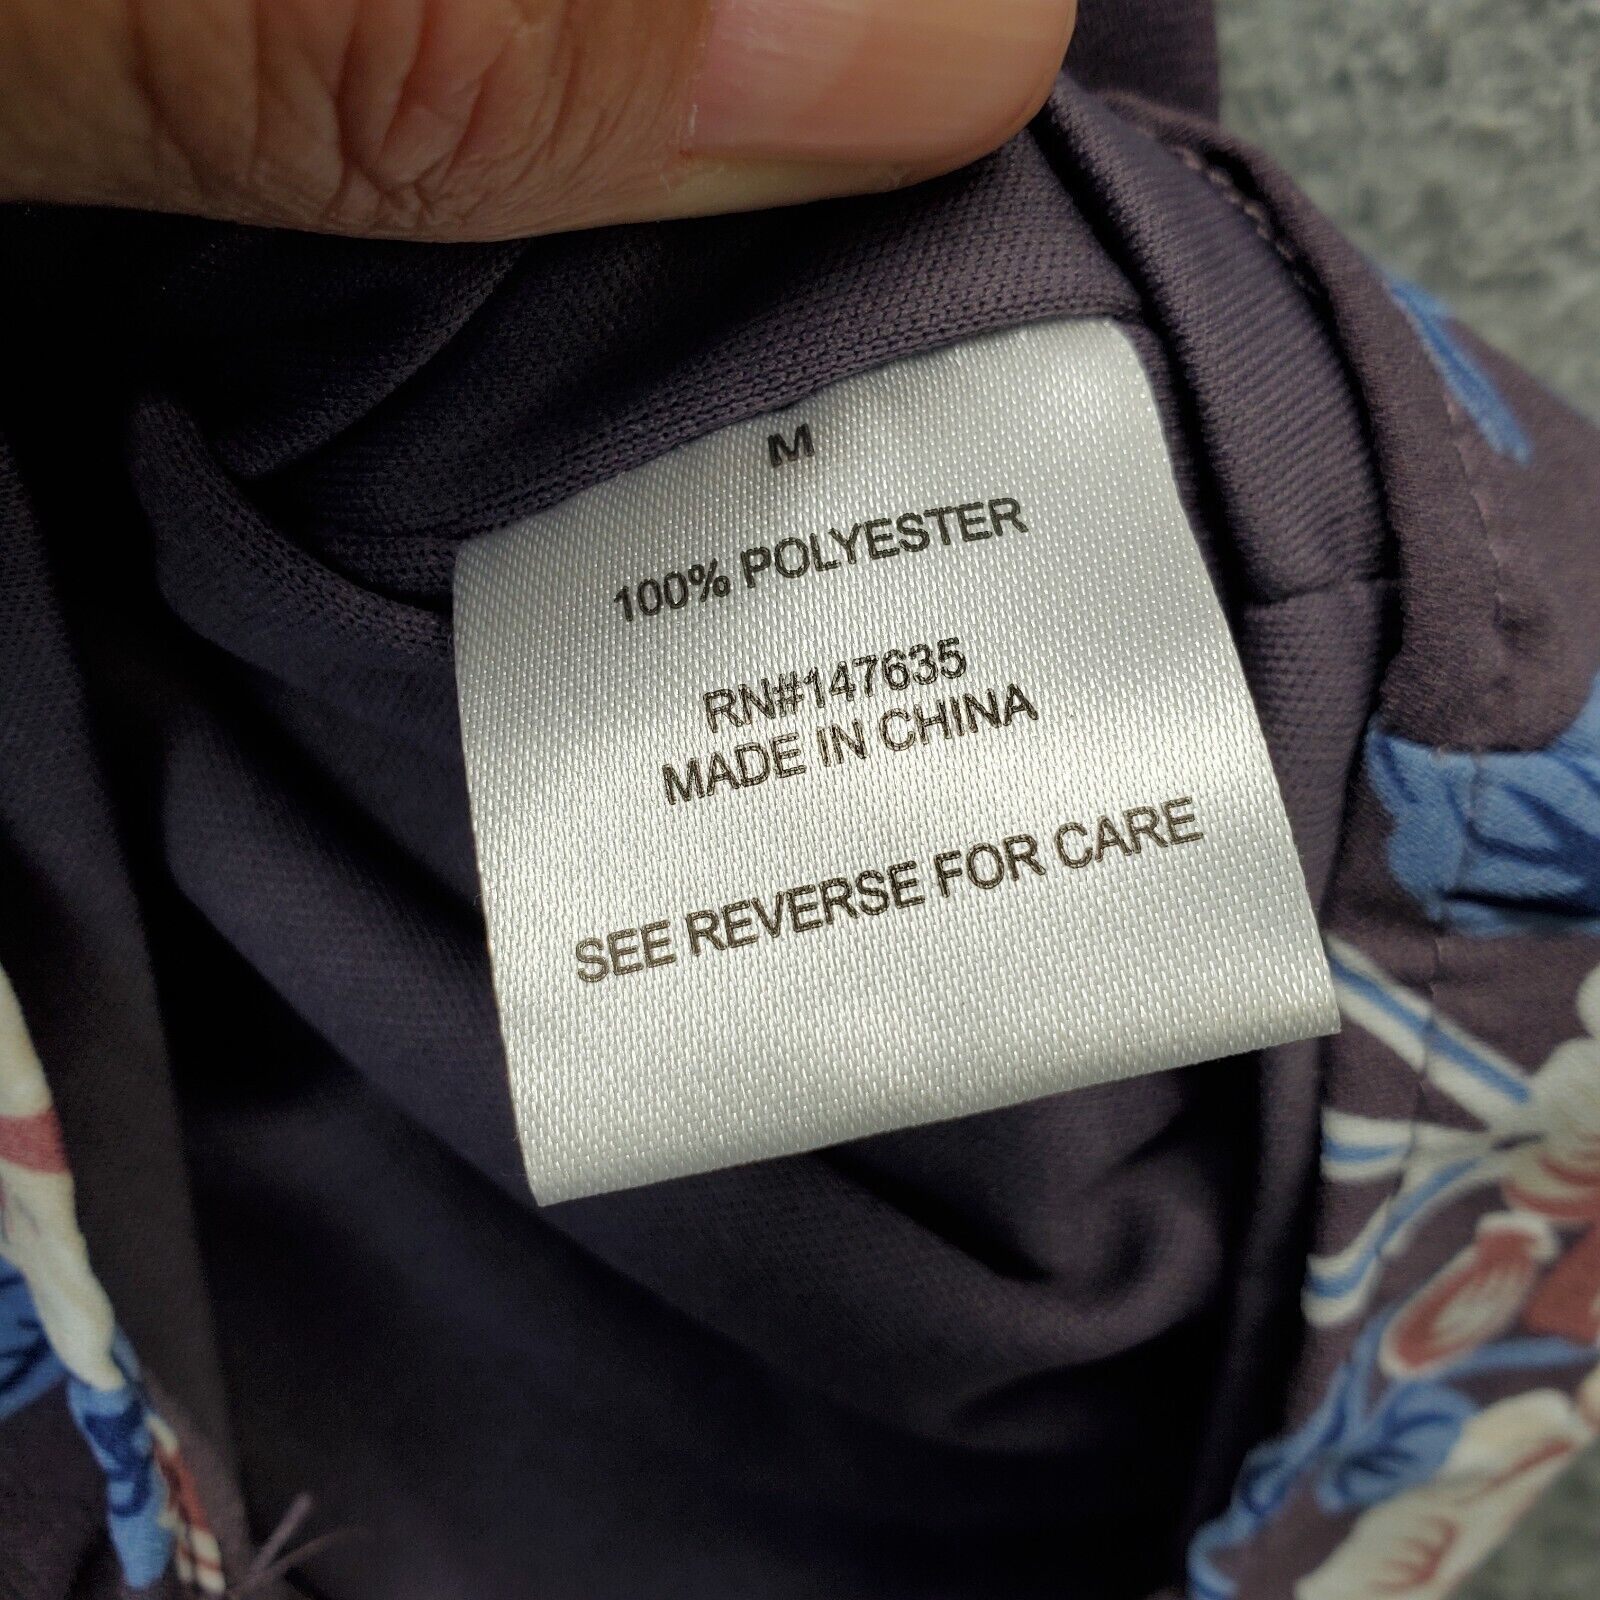 M
100% POLYESTER
RN#147635
MADE IN CHINA
SEE REVERSE FOR CARE